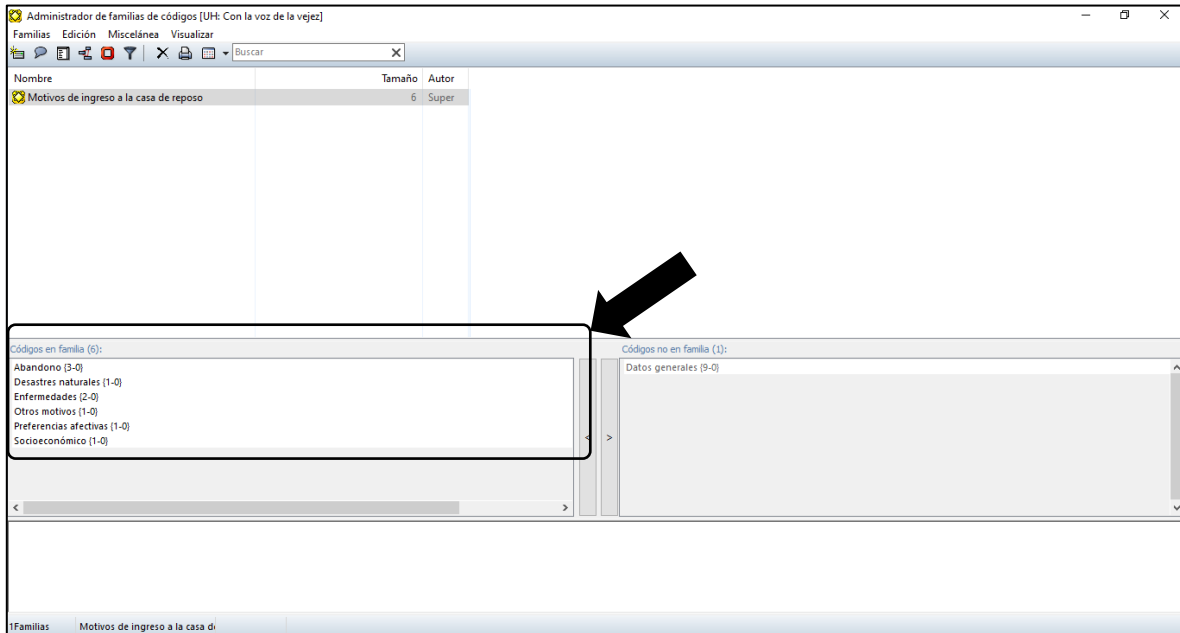 Administrador de familias de códigos [UH: Con la voz de la vejez]
Familias Edición Miscelánea Visualizar
Buscar
Nombre Tamaño Autor
Motivos de ingreso a la casa de reposo 6 Super
Códigos en familia (6): Códigos no en familia (1):
Abandono {3-0} Datos generales {9-0}
Desastres naturales {1-0}
Enfermedades {2-0}
Otros motivos {1-0}
Preferencias afectivas {1-0}
Socioeconómico {1-0}
< >
1Familias Motivos de ingreso a la casa de